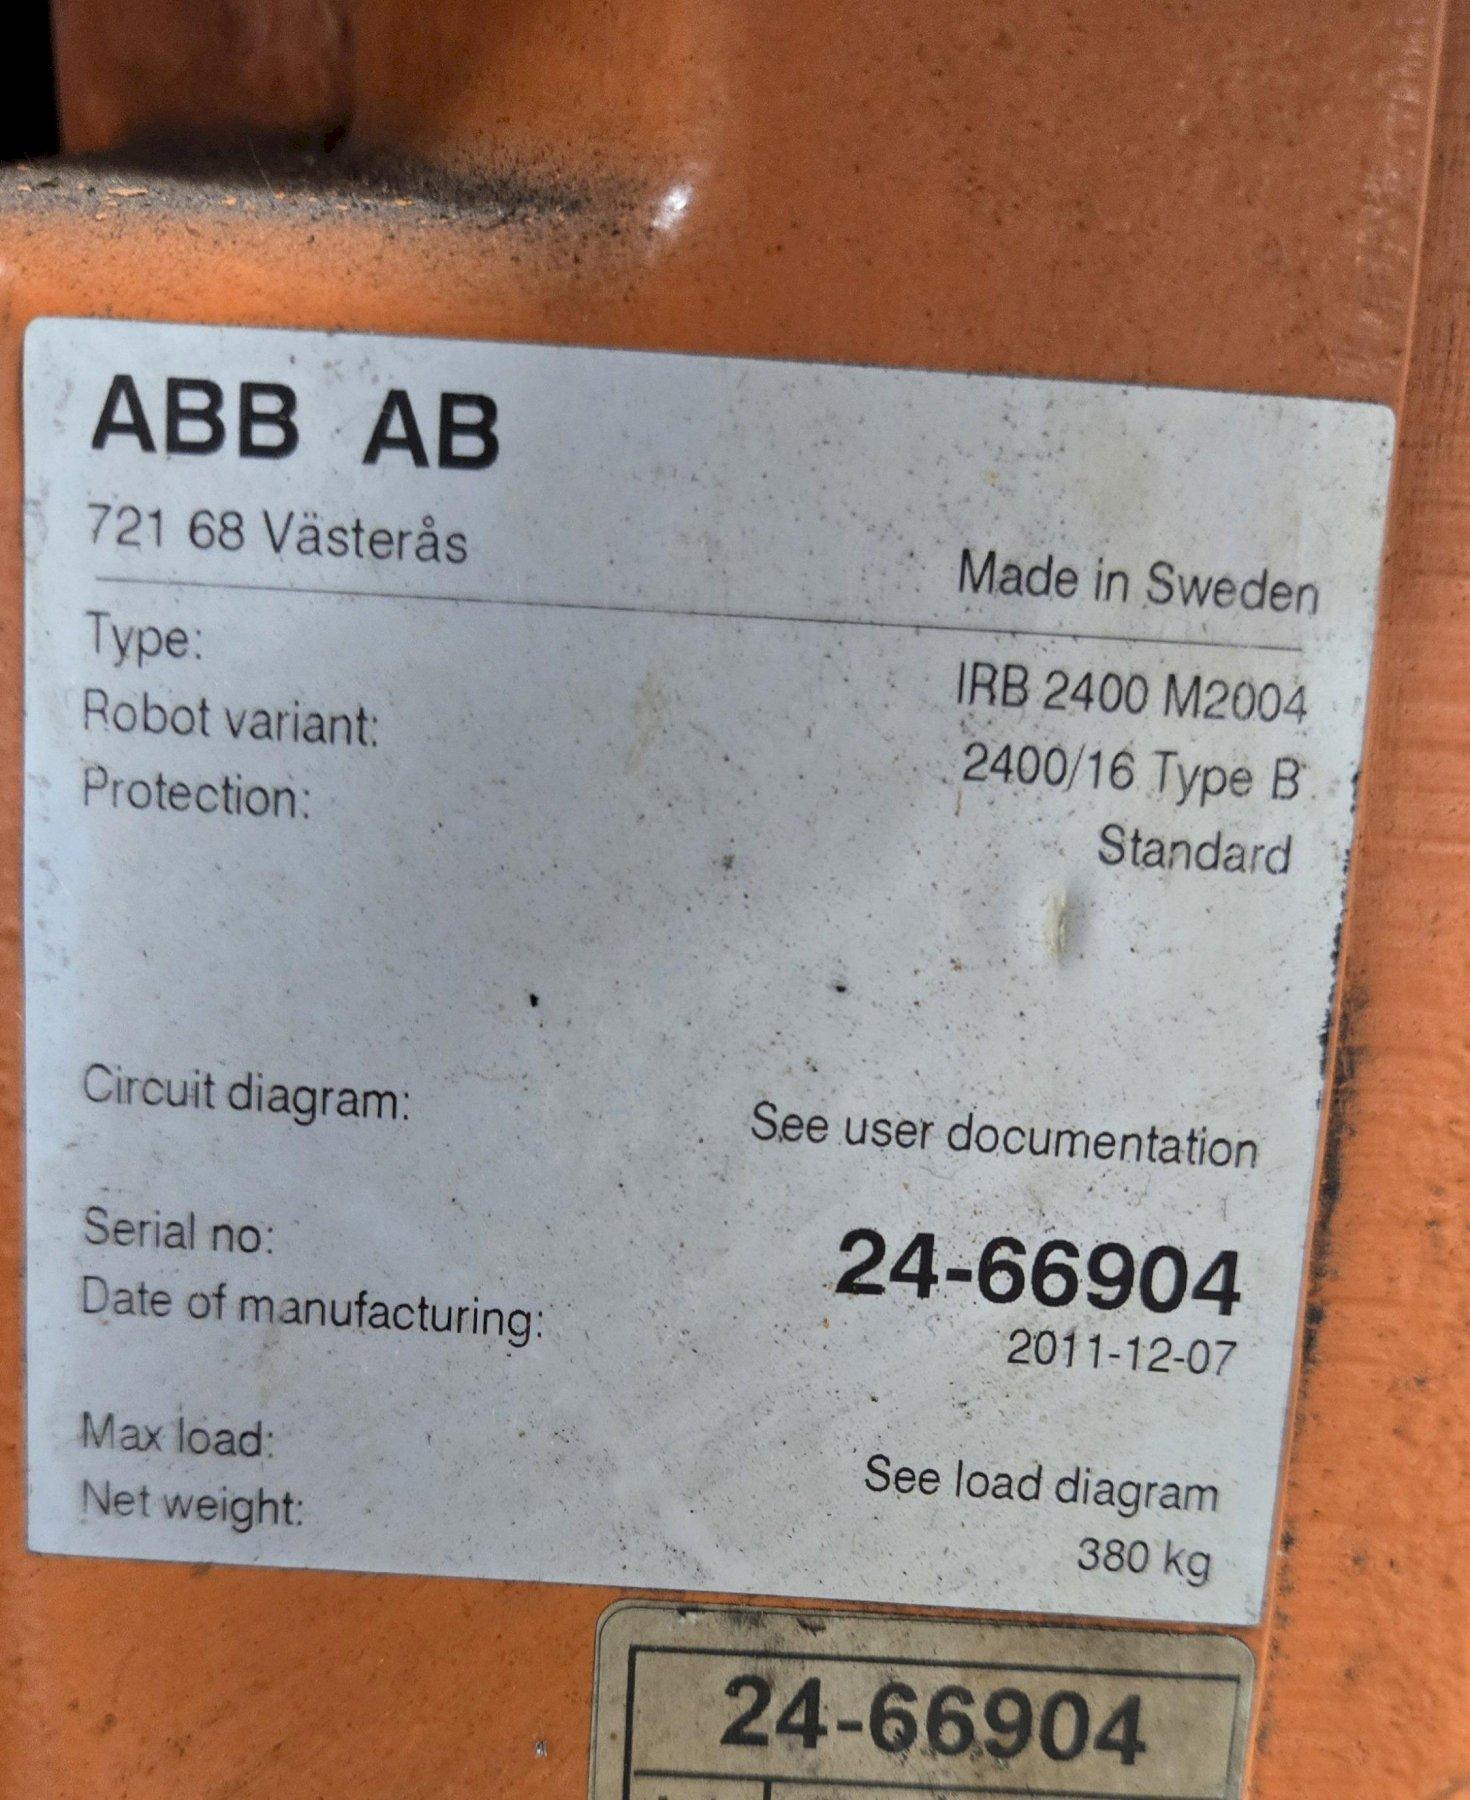 ABB AB
721 68 Västerås
Made in Sweden
Type: IRB 2400 M2004
Robot variant: 2400/16 Type B
Protection: Standard
Circuit diagram: See user documentation
Serial no: 24-66904
Date of manufacturing: 2011-12-07
Max load: See load diagram
Net weight: 380 kg
24-66904